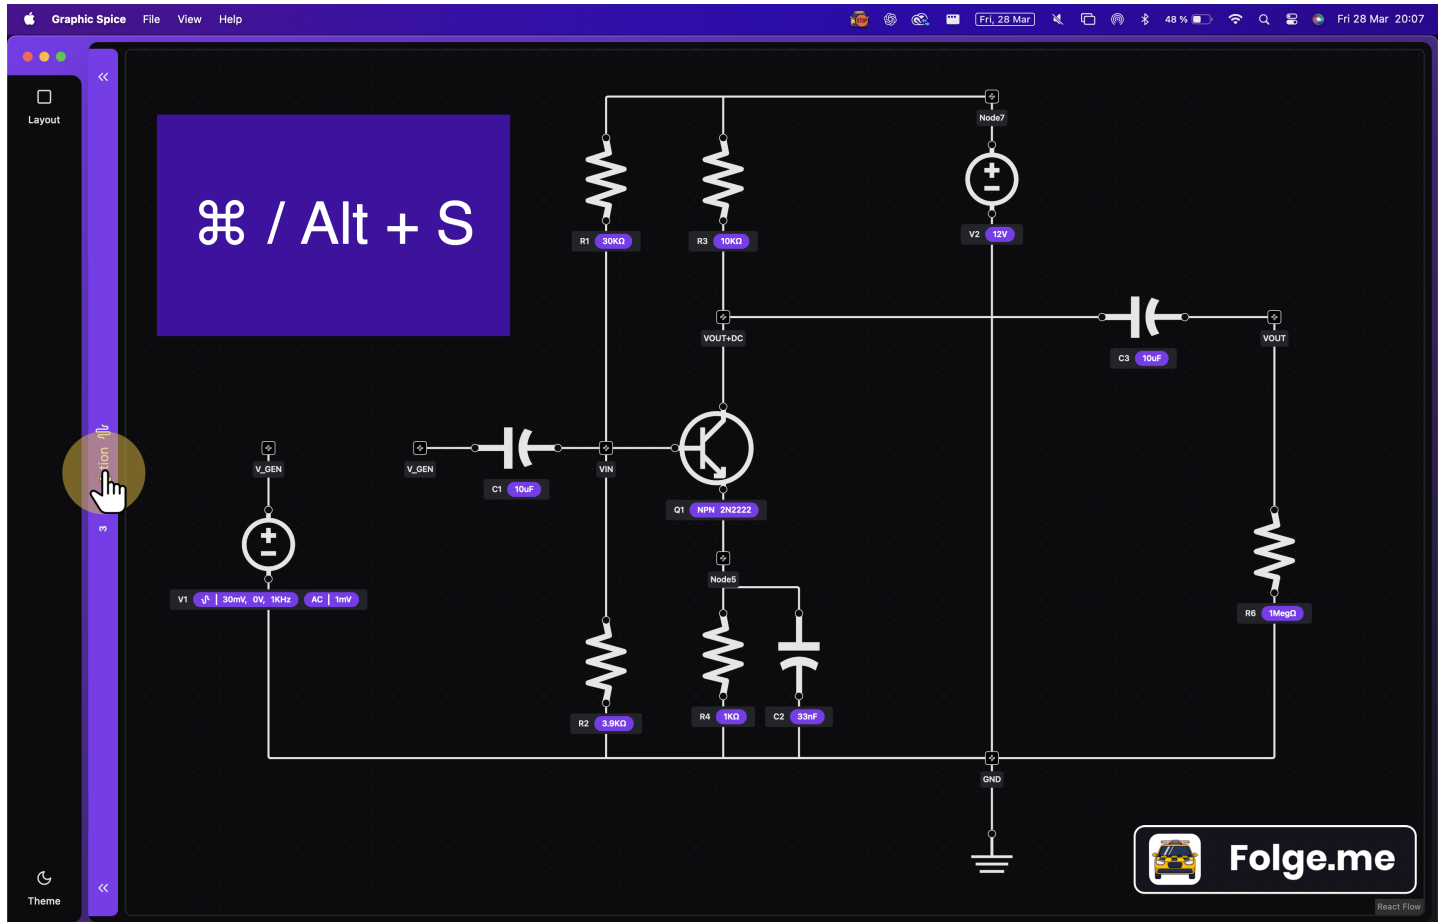 Graphic Spice File View Help
Fri, 28 Mar
48 %
Fri 28 Mar 20:07
Layout
⌘ / Alt + S
Node7
R1 30KΩ
R3 10KΩ
V2 12V
VOUT+DC
VOUT
C3 10uF
V_GEN
V_GEN
VIN
C1 10uF
Q1 NPN 2N2222
Node5
V1 30mV, 0V, 1KHz AC 1mV
R6 1MegΩ
R2 3.9KΩ
R4 1KΩ
C2 33nF
GND
3
Theme
Folge.me
React Flow